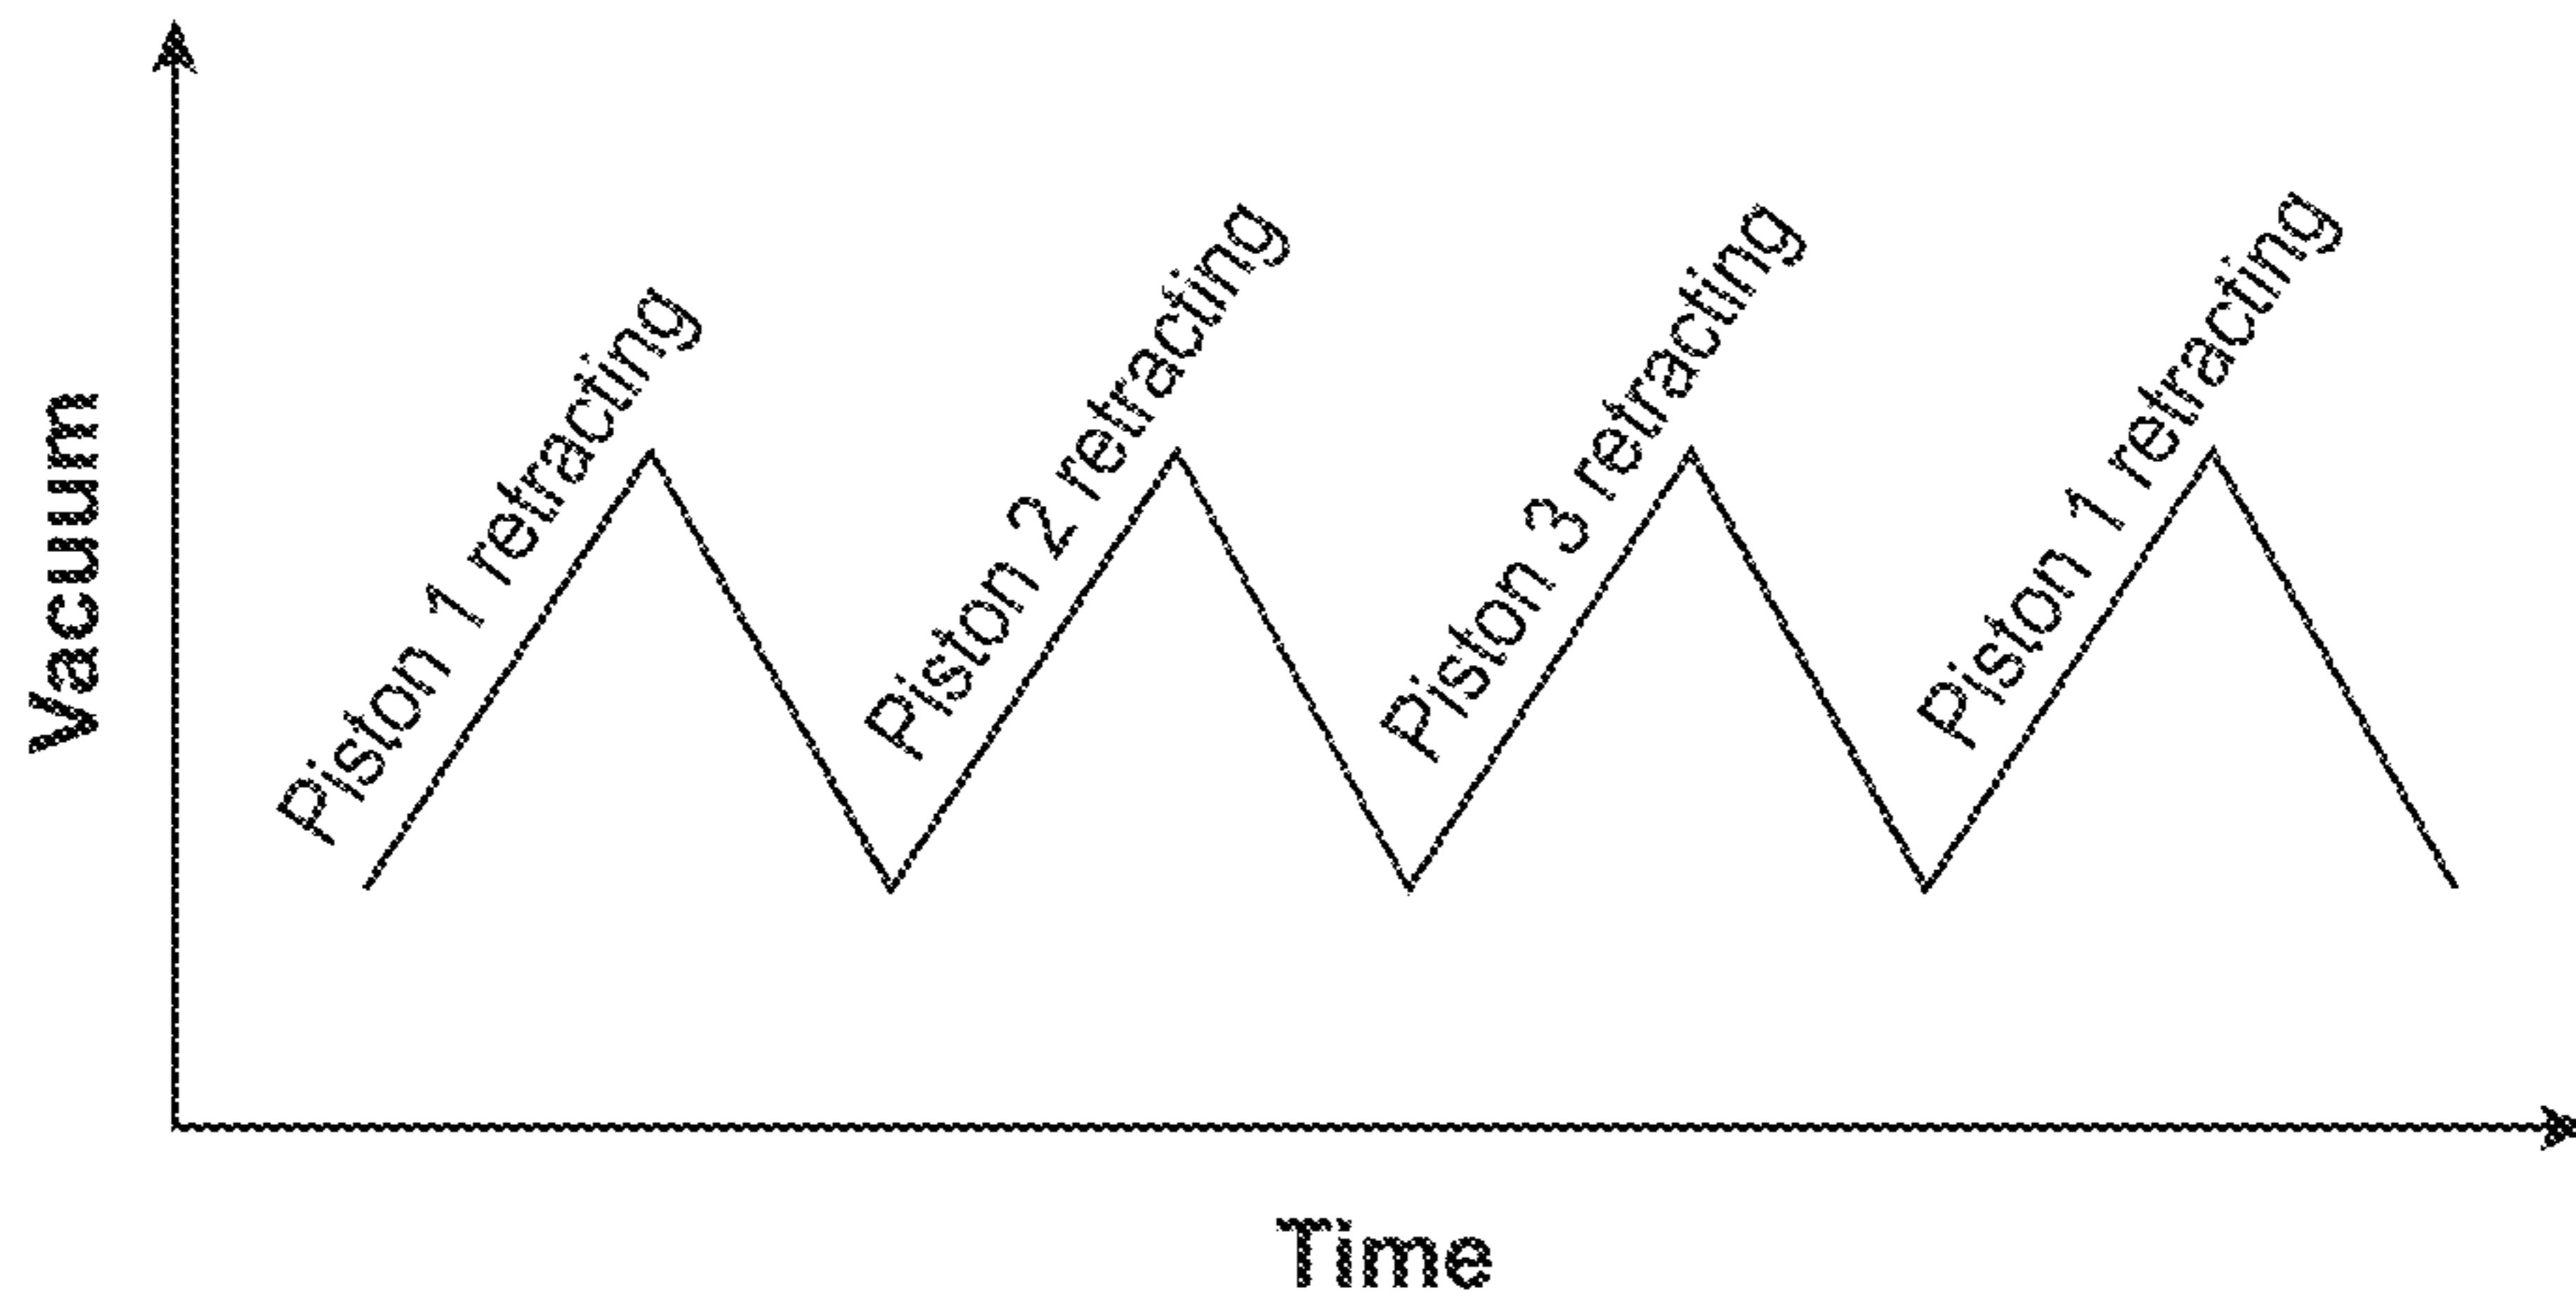 Vacuum
Piston 1 retracting
Piston 2 retracting
Piston 3 retracting
Piston 1 retracting
Time